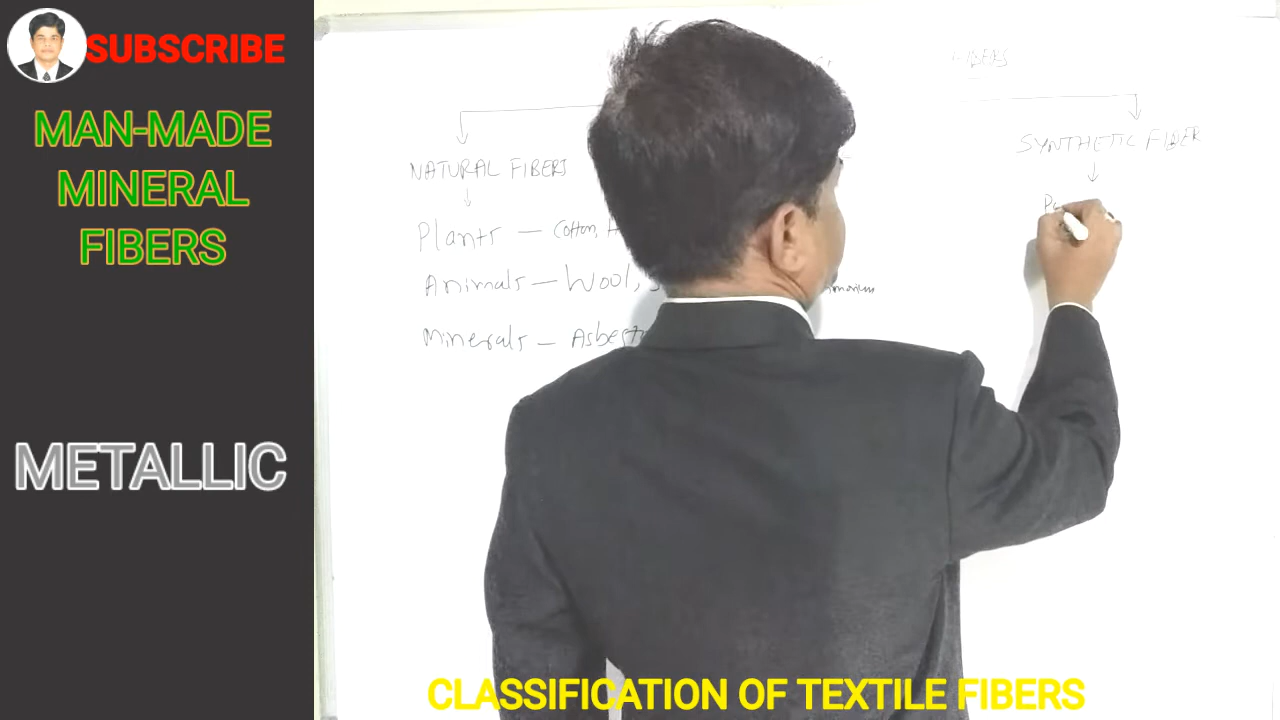 SUBSCRIBE
MAN-MADE
MINERAL
FIBERS
METALLIC
FIBERS
NATURAL FIBERS
SYNTHETIC FIBER
Plants - Cotton,
Animals - Wool,
Minerals -
CLASSIFICATION OF TEXTILE FIBERS